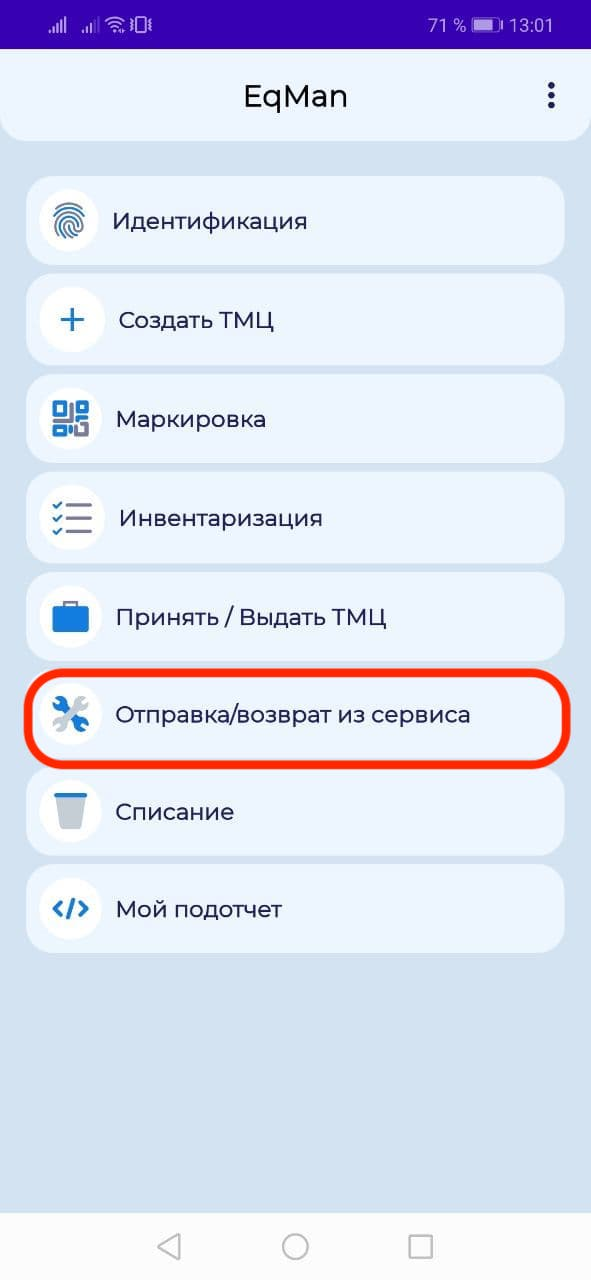 71 % 13:01
EqMan
Идентификация
Создать ТМЦ
Маркировка
Инвентаризация
Принять / Выдать ТМЦ
Отправка/возврат из сервиса
Списание
Мой подотчет